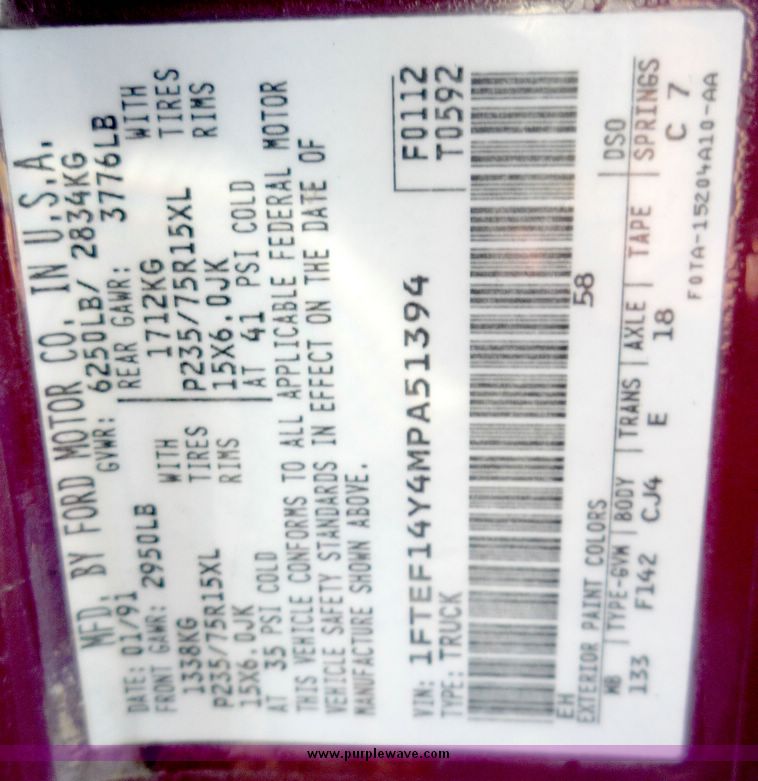 MFD. BY FORD MOTOR CO. IN U.S.A.
DATE: 01/91 GVWR: 6250LB/ 2834KG
FRONT GAWR: 2950LB REAR GAWR: 3776LB
1338KG WITH 1712KG WITH
P235/75R15XL TIRES P235/75R15XL TIRES
15X6.0JK RIMS 15X6.0JK RIMS
AT 35 PSI COLD AT 41 PSI COLD
THIS VEHICLE CONFORMS TO ALL APPLICABLE FEDERAL MOTOR
VEHICLE SAFETY STANDARDS IN EFFECT ON THE DATE OF
MANUFACTURE SHOWN ABOVE.
VIN: 1FTEF14Y4MPA51394 F0112
TYPE: TRUCK T0592
EH 58
EXTERIOR PAINT COLORS DSO
WB TYPE-GVW BODY TRANS AXLE TAPE SPRINGS
133 F142 CJ4 E 18 C 7
F0TA-15204A10-AA
www.purplewave.com